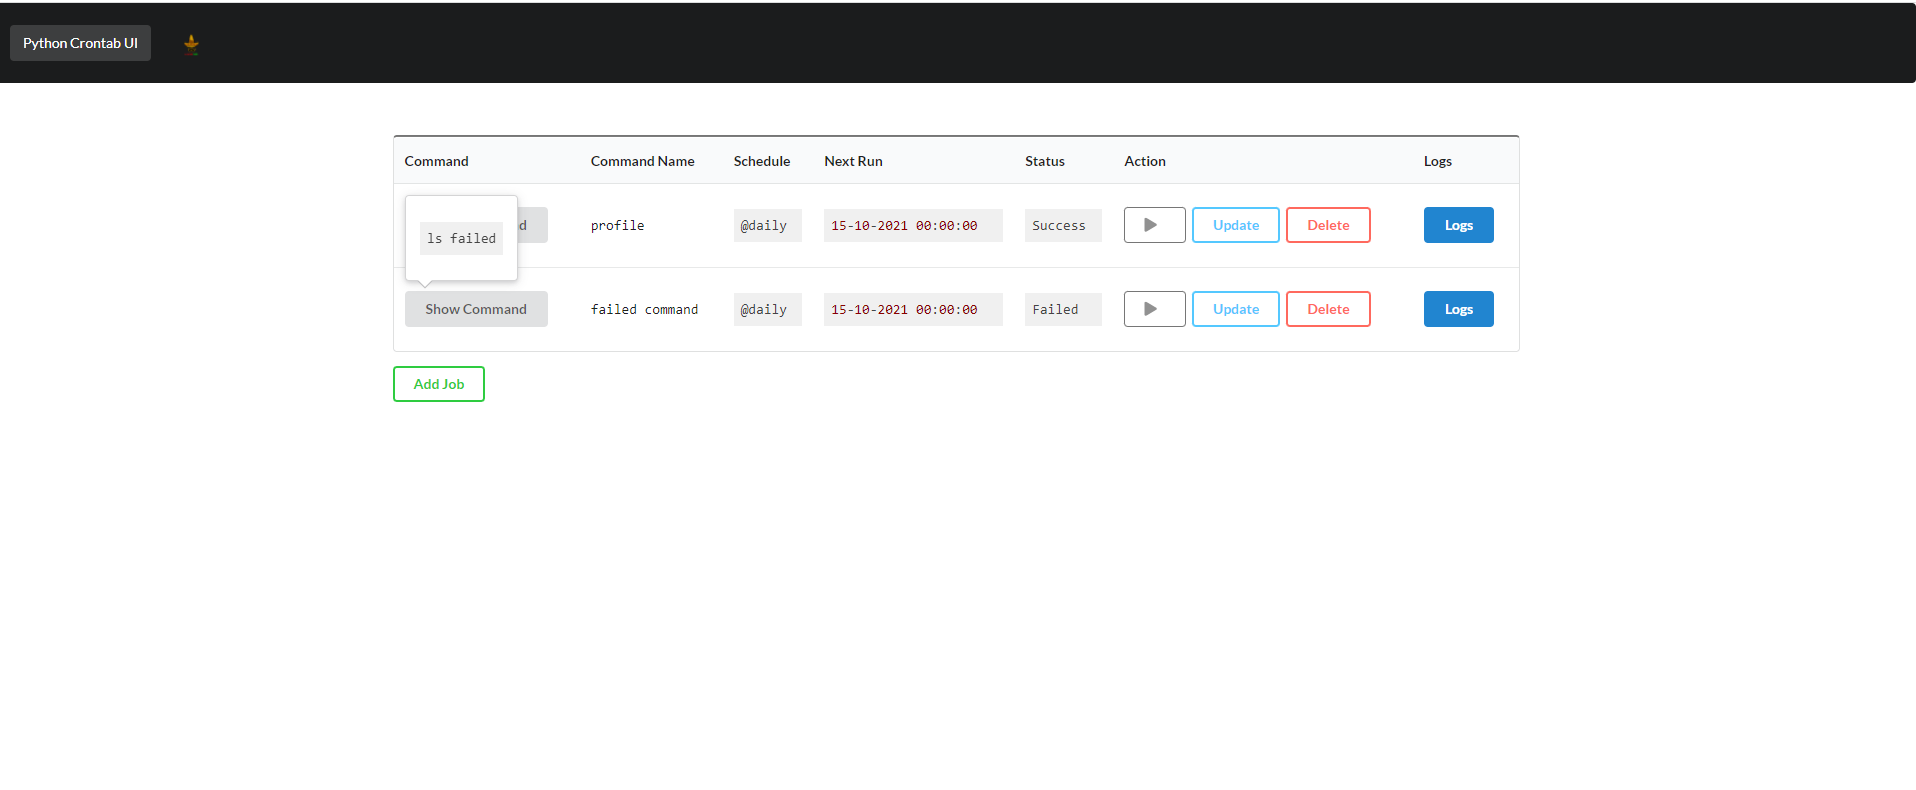 Python Crontab UI
Command Command Name Schedule Next Run Status Action Logs
d profile @daily 15-10-2021 00:00:00 Success Update Delete Logs
ls failed
Show Command failed command @daily 15-10-2021 00:00:00 Failed Update Delete Logs
Add Job